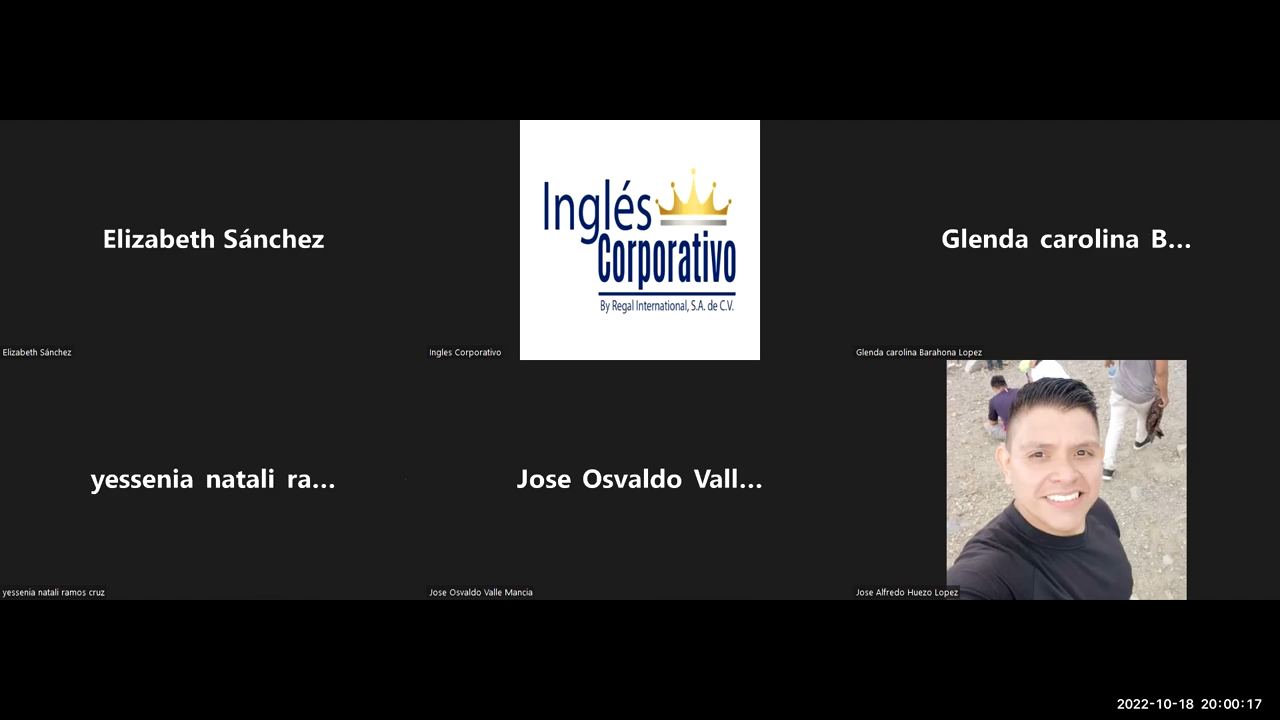 Elizabeth Sánchez
Inglés
Corporativo
By Regal International, S.A. de C.V.
Glenda carolina B...
Elizabeth Sánchez
Ingles Corporativo
Glenda carolina Barahona Lopez
yessenia natali ra...
Jose Osvaldo Vall...
yessenia natali ramos cruz
Jose Osvaldo Valle Mancia
Jose Alfredo Huezo Lopez
2022-10-18 20:00:17